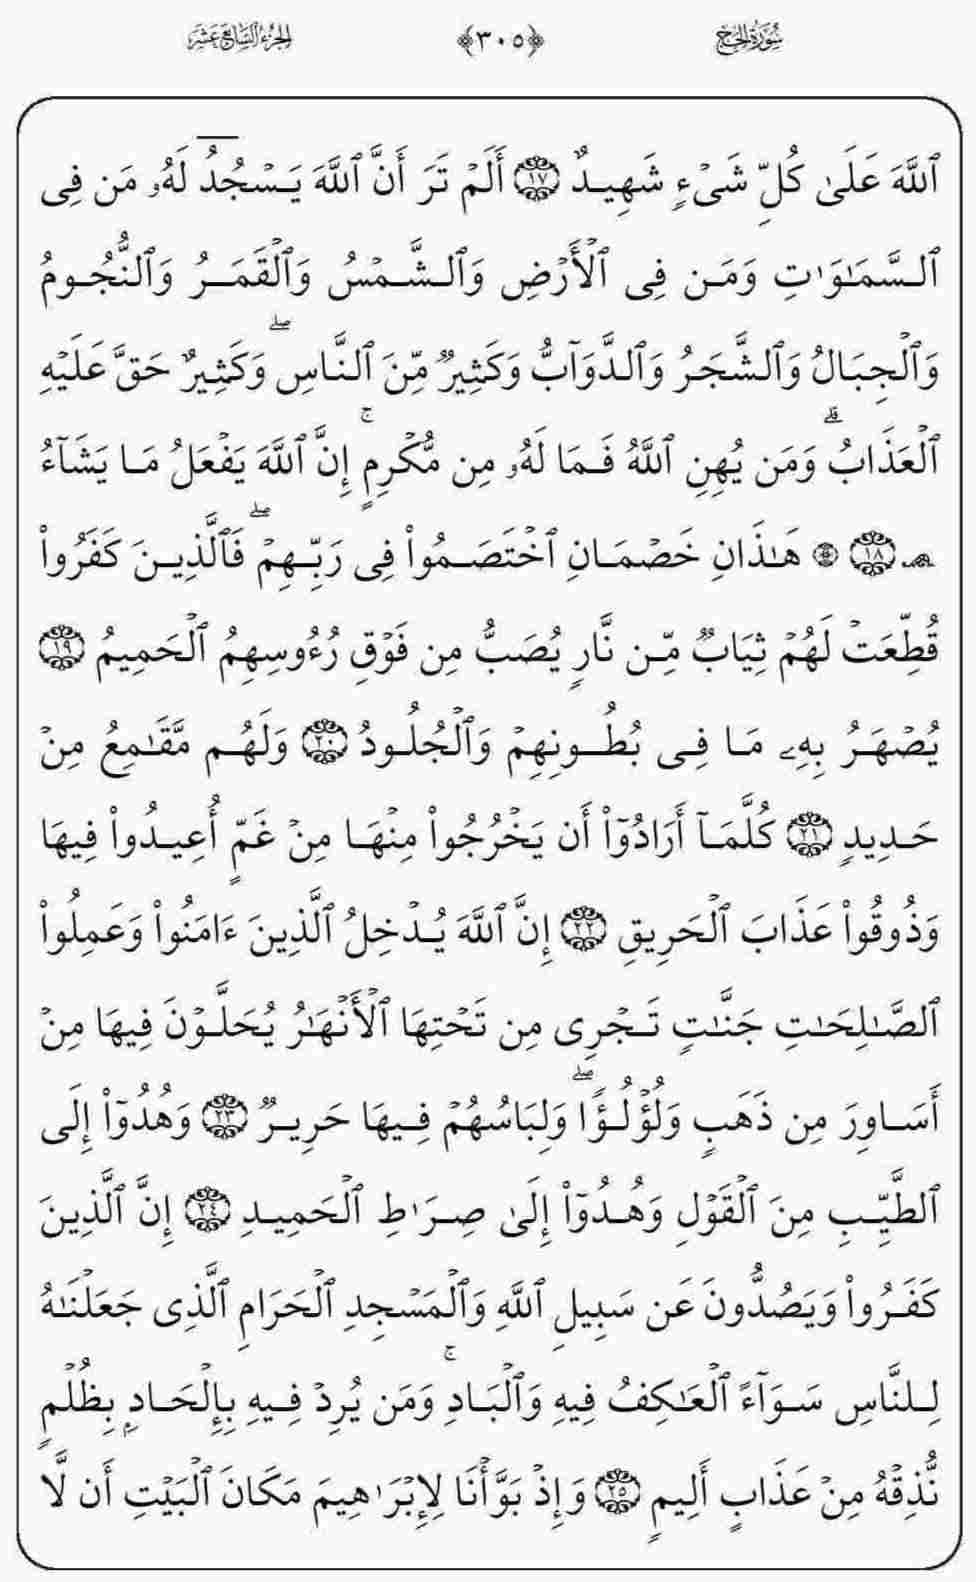 سُورَةُ الحَجّ ﴿٣٠٥﴾ الجُزءُ السَّابِعَ عَشَرَ
ٱللَّهَ عَلَىٰ كُلِّ شَىْءٍ شَهِيدٌ ١٧ أَلَمْ تَرَ أَنَّ ٱللَّهَ يَسْجُدُ لَهُۥ مَن فِى
ٱلسَّمَـٰوَٰتِ وَمَن فِى ٱلْأَرْضِ وَٱلشَّمْسُ وَٱلْقَمَرُ وَٱلنُّجُومُ
وَٱلْجِبَالُ وَٱلشَّجَرُ وَٱلدَّوَآبُّ وَكَثِيرٌ مِّنَ ٱلنَّاسِ ۖ وَكَثِيرٌ حَقَّ عَلَيْهِ
ٱلْعَذَابُ ۗ وَمَن يُهِنِ ٱللَّهُ فَمَا لَهُۥ مِن مُّكْرِمٍ ۚ إِنَّ ٱللَّهَ يَفْعَلُ مَا يَشَآءُ
۩ ١٨ ۞ هَـٰذَانِ خَصْمَانِ ٱخْتَصَمُوا۟ فِى رَبِّهِمْ ۖ فَٱلَّذِينَ كَفَرُوا۟
قُطِّعَتْ لَهُمْ ثِيَابٌ مِّن نَّارٍ يُصَبُّ مِن فَوْقِ رُءُوسِهِمُ ٱلْحَمِيمُ ١٩
يُصْهَرُ بِهِۦ مَا فِى بُطُونِهِمْ وَٱلْجُلُودُ ٢٠ وَلَهُم مَّقَـٰمِعُ مِنْ
حَدِيدٍ ٢١ كُلَّمَآ أَرَادُوٓا۟ أَن يَخْرُجُوا۟ مِنْهَا مِنْ غَمٍّ أُعِيدُوا۟ فِيهَا
وَذُوقُوا۟ عَذَابَ ٱلْحَرِيقِ ٢٢ إِنَّ ٱللَّهَ يُدْخِلُ ٱلَّذِينَ ءَامَنُوا۟ وَعَمِلُوا۟
ٱلصَّـٰلِحَـٰتِ جَنَّـٰتٍ تَجْرِى مِن تَحْتِهَا ٱلْأَنْهَـٰرُ يُحَلَّوْنَ فِيهَا مِنْ
أَسَاوِرَ مِن ذَهَبٍ وَلُؤْلُؤًا ۖ وَلِبَاسُهُمْ فِيهَا حَرِيرٌ ٢٣ وَهُدُوٓا۟ إِلَى
ٱلطَّيِّبِ مِنَ ٱلْقَوْلِ وَهُدُوٓا۟ إِلَىٰ صِرَٰطِ ٱلْحَمِيدِ ٢٤ إِنَّ ٱلَّذِينَ
كَفَرُوا۟ وَيَصُدُّونَ عَن سَبِيلِ ٱللَّهِ وَٱلْمَسْجِدِ ٱلْحَرَامِ ٱلَّذِى جَعَلْنَـٰهُ
لِلنَّاسِ سَوَآءً ٱلْعَـٰكِفُ فِيهِ وَٱلْبَادِ ۚ وَمَن يُرِدْ فِيهِ بِإِلْحَادٍۭ بِظُلْمٍ
نُّذِقْهُ مِنْ عَذَابٍ أَلِيمٍ ٢٥ وَإِذْ بَوَّأْنَا لِإِبْرَٰهِيمَ مَكَانَ ٱلْبَيْتِ أَن لَّا